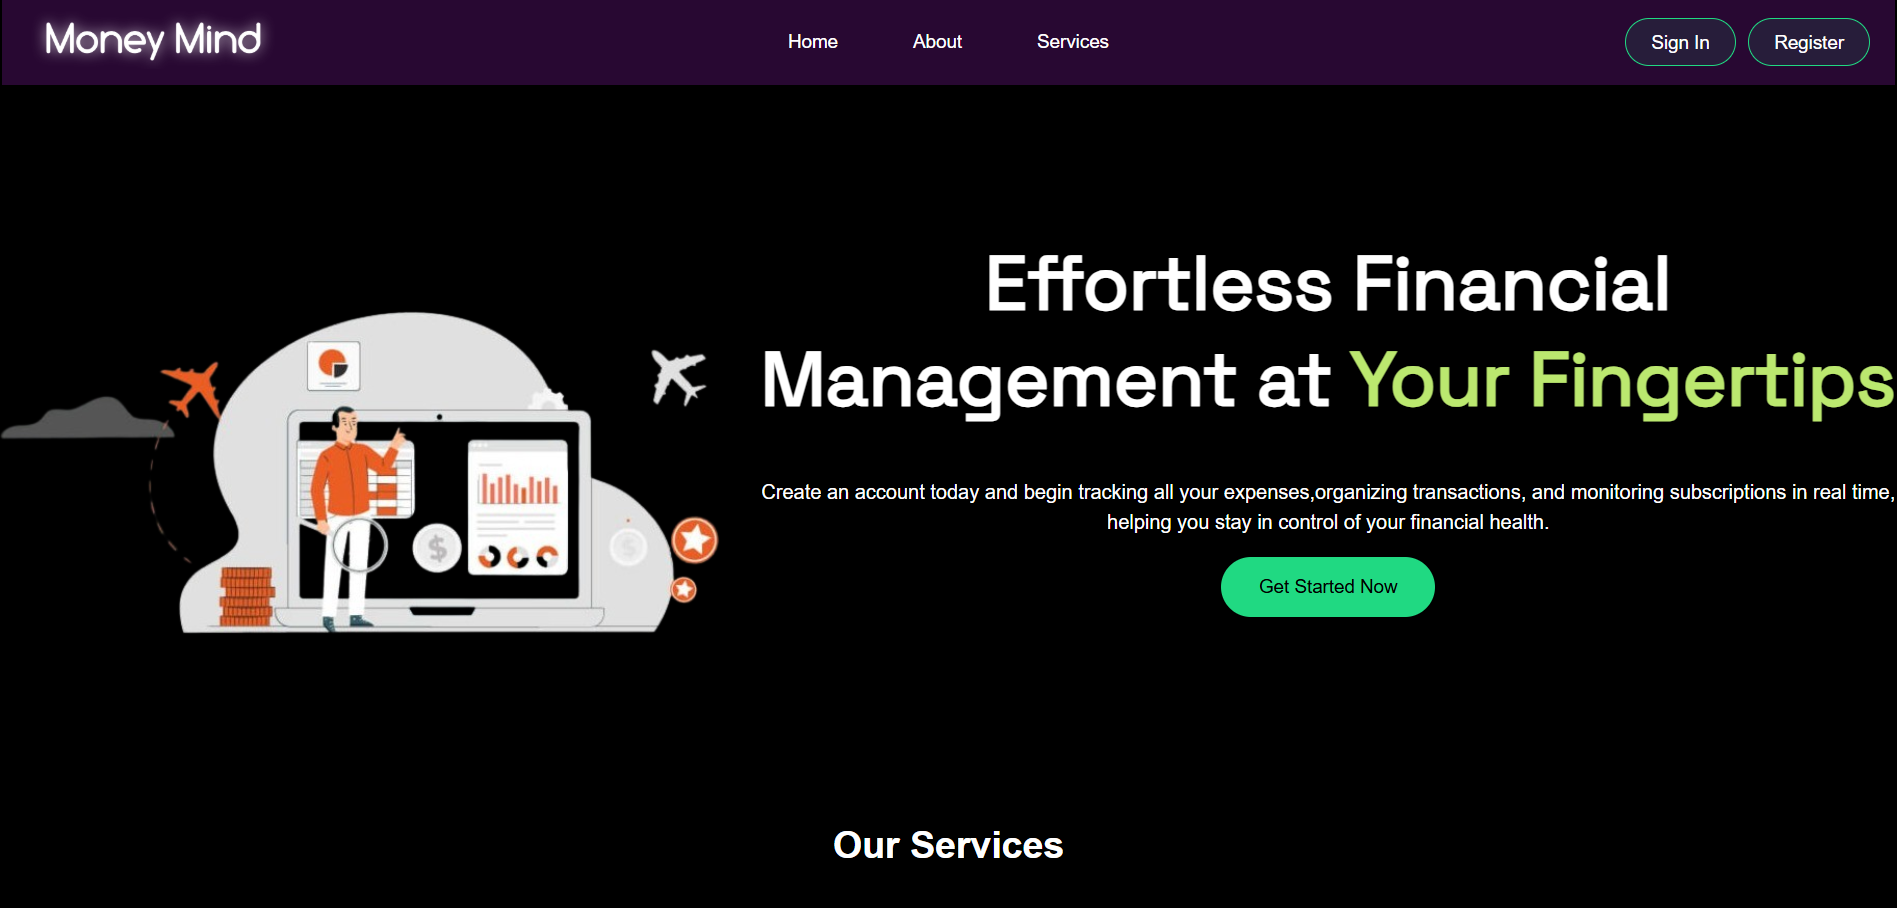 Money Mind
Home
About
Services
Sign In
Register
Effortless Financial
Management at Your Fingertips
Create an account today and begin tracking all your expenses,organizing transactions, and monitoring subscriptions in real time,
helping you stay in control of your financial health.
Get Started Now
$
$
Our Services